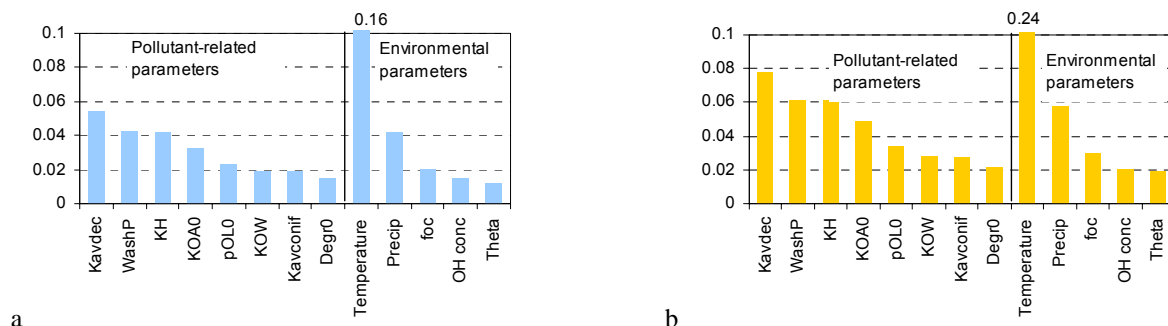 0.16
0.1
0.08
0.06
0.04
0.02
0
Pollutant-related
parameters
Environmental
parameters
Kavdec
WashP
KH
KOA0
pOL0
KOW
Kavconif
Degr0
Temperature
Precip
foc
OH conc
Theta
a
0.24
0.1
0.08
0.06
0.04
0.02
0
Pollutant-related
parameters
Environmental
parameters
Kavdec
WashP
KH
KOA0
pOL0
KOW
Kavconif
Degr0
Temperature
Precip
foc
OH conc
Theta
b